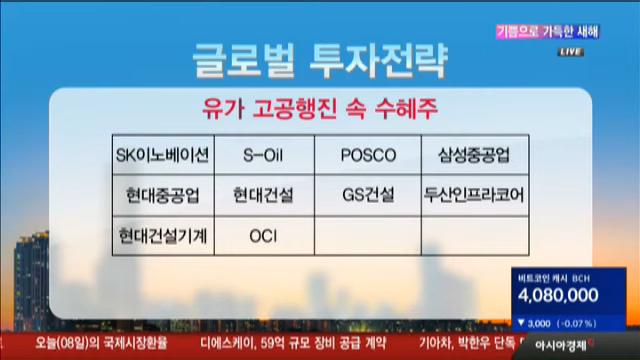 기쁨으로 가득한 새해
LIVE
글로벌 투자전략
유가 고공행진 속 수혜주
SK이노베이션 S-Oil POSCO 삼성중공업
현대중공업 현대건설 GS건설 두산인프라코어
현대건설기계 OCI
비트코인 캐시 BCH
4,080,000
▼ 3,000 (-0.07%)
오늘(08일)의 국제시장환율 디에스케이, 59억 규모 장비 공급 계약 기아차, 박한우 단독 아시아경제